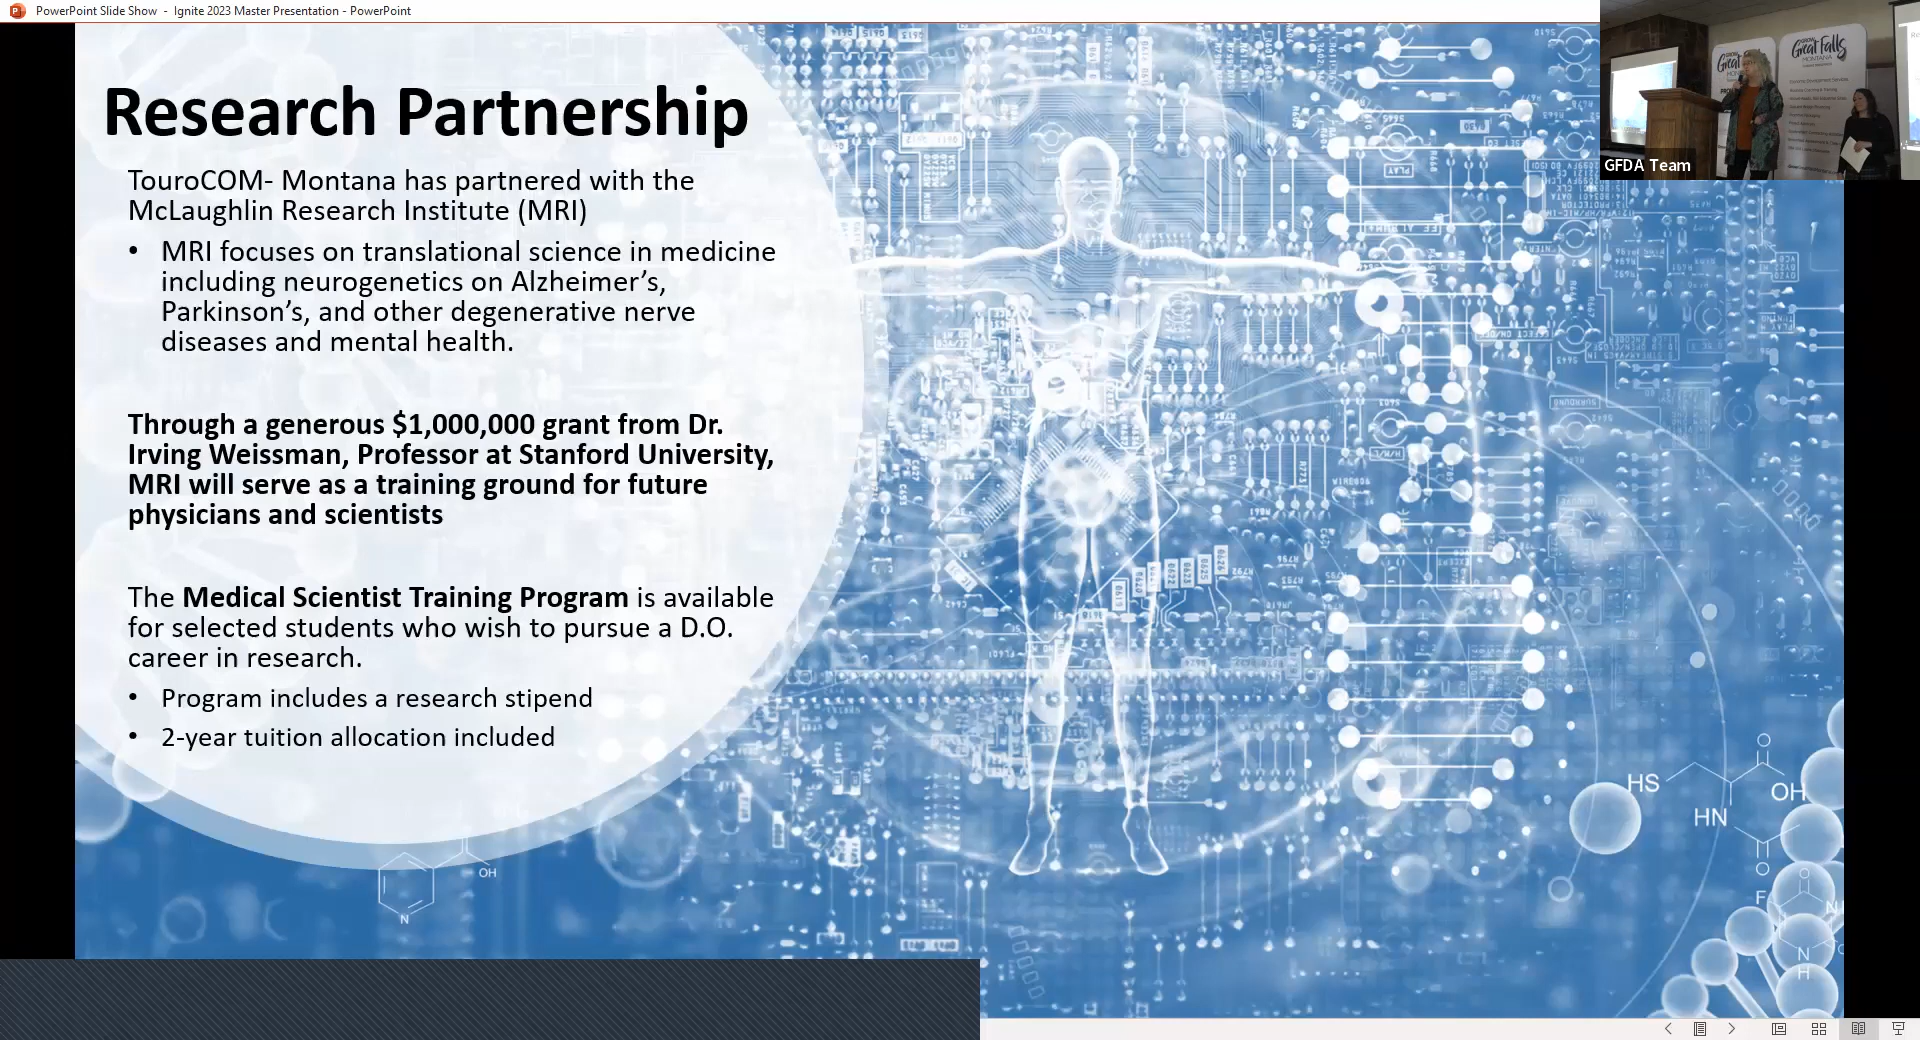 PowerPoint Slide Show - Ignite 2023 Master Presentation - PowerPoint
Research Partnership
TouroCOM- Montana has partnered with the
McLaughlin Research Institute (MRI)
• MRI focuses on translational science in medicine
including neurogenetics on Alzheimer’s,
Parkinson’s, and other degenerative nerve
diseases and mental health.
Through a generous $1,000,000 grant from Dr.
Irving Weissman, Professor at Stanford University,
MRI will serve as a training ground for future
physicians and scientists
The Medical Scientist Training Program is available
for selected students who wish to pursue a D.O.
career in research.
• Program includes a research stipend
• 2-year tuition allocation included
Great Falls
MONTANA
GFDA Team
HS
OH
HN
O
F
O
N
H
OH
N